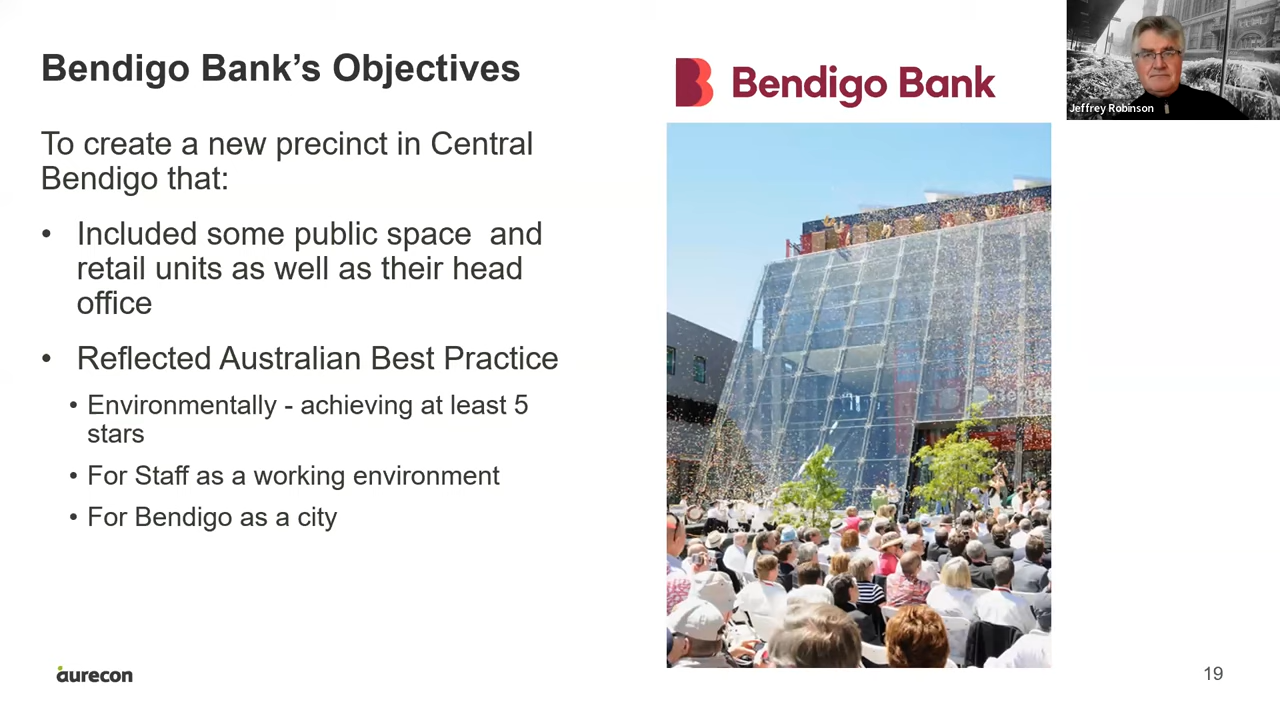 Bendigo Bank’s Objectives
Bendigo Bank
Jeffrey Robinson
To create a new precinct in Central
Bendigo that:
• Included some public space  and
retail units as well as their head
office
• Reflected Australian Best Practice
• Environmentally - achieving at least 5
stars
• For Staff as a working environment
• For Bendigo as a city
aurecon
19